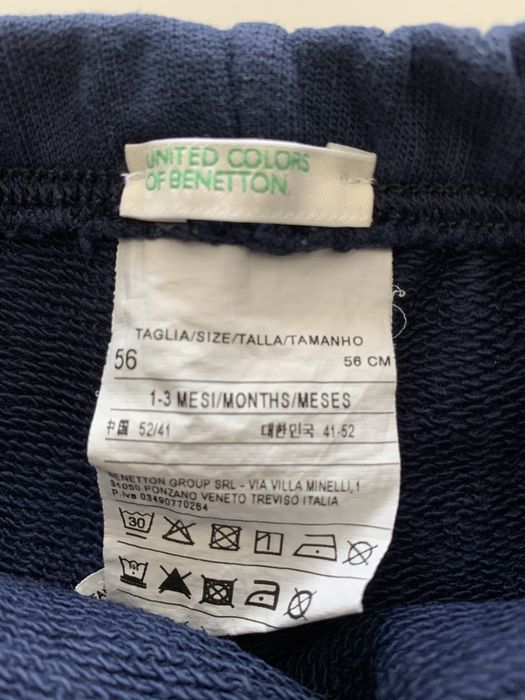 UNITED COLORS
OF BENETTON.
TAGLIA/SIZE/TALLA/TAMANHO
56 56 CM
1-3 MESI/MONTHS/MESES
中国 52/41 대한민국 41-52
BENETTON GROUP SRL - VIA VILLA MINELLI,1
31050 PONZANO VENETO TREVISO ITALIA
P.Iva 03490770264
30